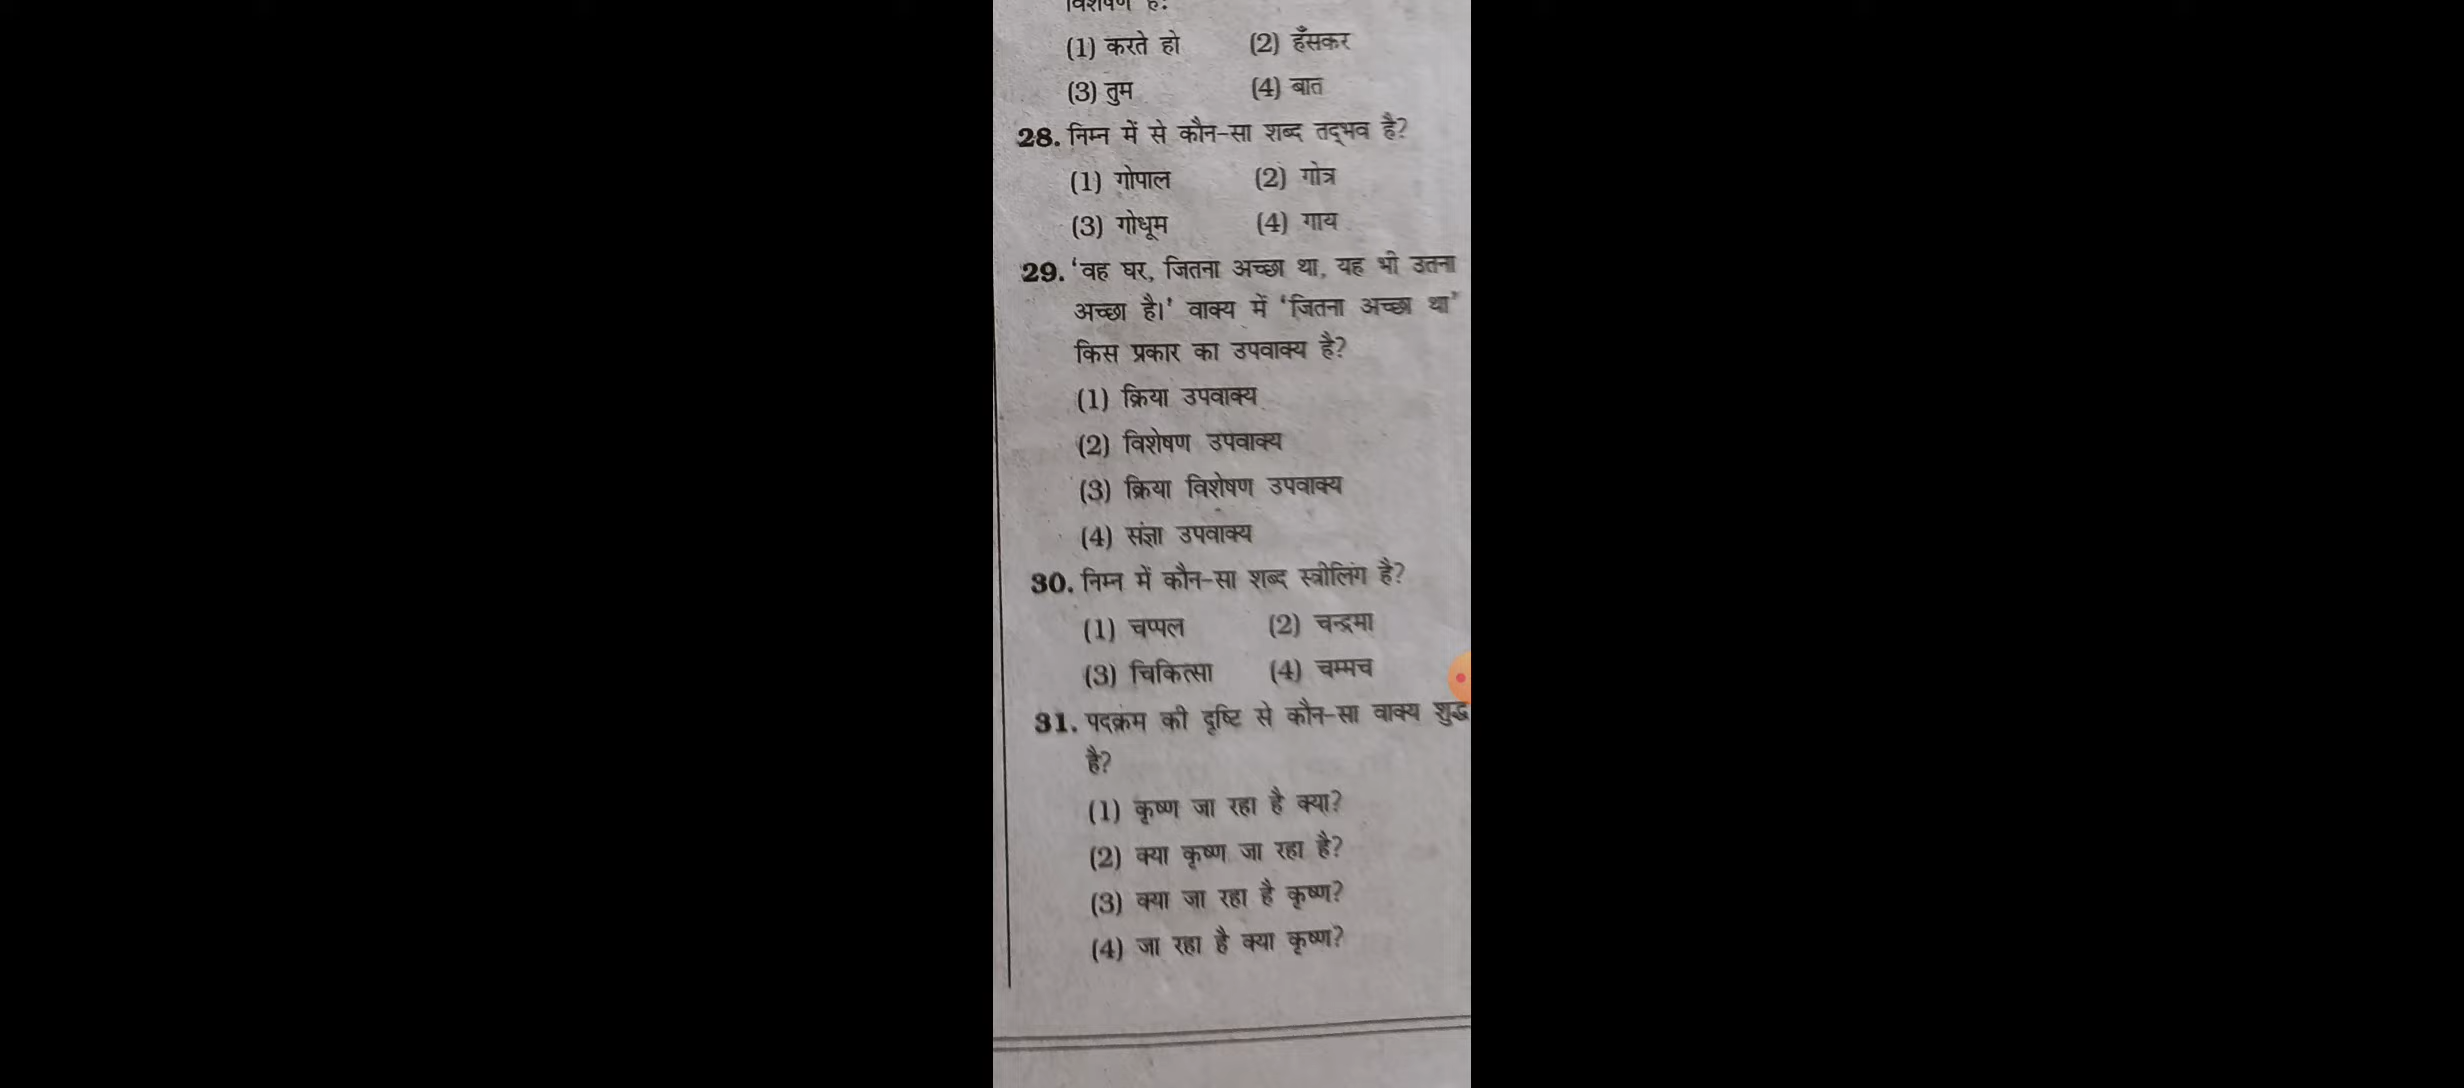 विशेषण है?
(1) करते हो (2) हँसकर
(3) तुम (4) बात
28. निम्न में से कौन-सा शब्द तद्भव है?
(1) गोपाल (2) गोत्र
(3) गोधूम (4) गाय
29. ‘वह घर, जितना अच्छा था, यह भी उतना
अच्छा है।’ वाक्य में ‘जितना अच्छा था’
किस प्रकार का उपवाक्य है?
(1) क्रिया उपवाक्य
(2) विशेषण उपवाक्य
(3) क्रिया विशेषण उपवाक्य
(4) संज्ञा उपवाक्य
30. निम्न में कौन-सा शब्द स्त्रीलिंग है?
(1) चप्पल (2) चन्द्रमा
(3) चिकित्सा (4) चम्मच
31. पदक्रम की दृष्टि से कौन-सा वाक्य शुद्ध
है?
(1) कृष्ण जा रहा है क्या?
(2) क्या कृष्ण जा रहा है?
(3) क्या जा रहा है कृष्ण?
(4) जा रहा है क्या कृष्ण?